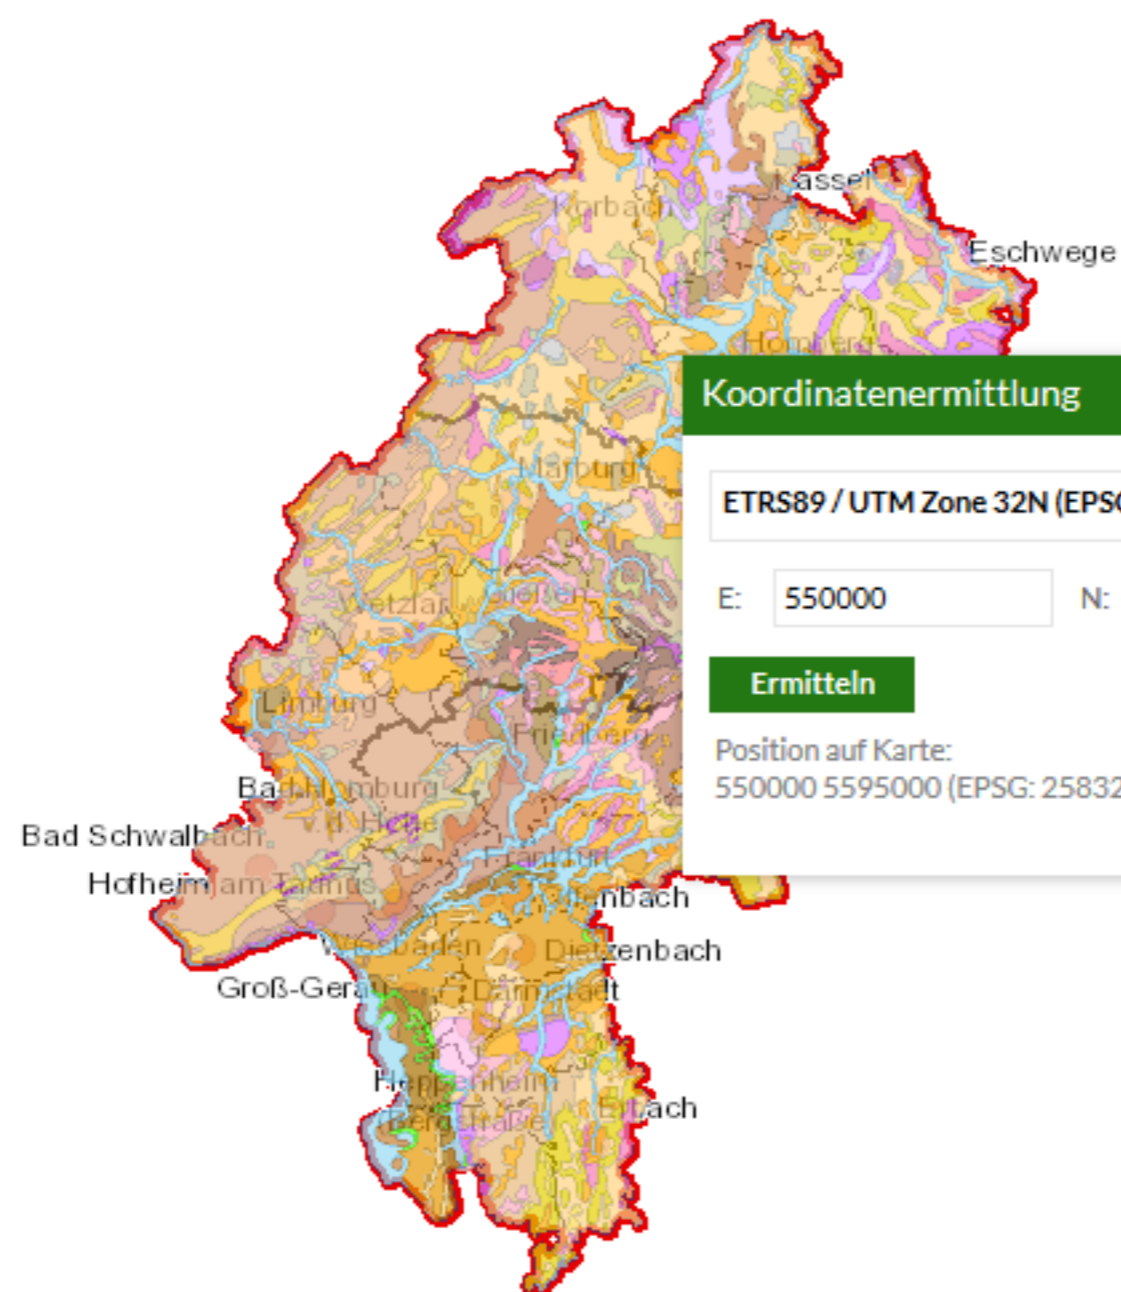 Kassel
Korbach
Eschwege
Homberg
Koordinatenermittlung
Marburg
ETRS89 / UTM Zone 32N (EPSG
E: 550000 N:
Wetzlar Gießen
Ermitteln
Limburg
Friedberg
Position auf Karte:
550000 5595000 (EPSG: 25832
Bad Homburg
v.d. Höhe
Bad Schwalbach
Frankfurt
Hofheim am Taunus
Offenbach
Wiesbaden
Dietzenbach
Groß-Gerau
Darmstadt
Heppenheim
(Bergstraße
Erbach